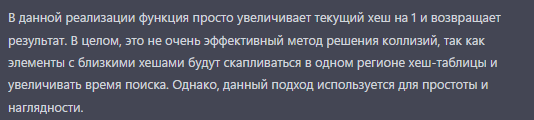 В данной реализации функция просто увеличивает текущий хеш на 1 и возвращает
результат. В целом, это не очень эффективный метод решения коллизий, так как
элементы с близкими хешами будут скапливаться в одном регионе хеш-таблицы и
увеличивать время поиска. Однако, данный подход используется для простоты и
наглядности.